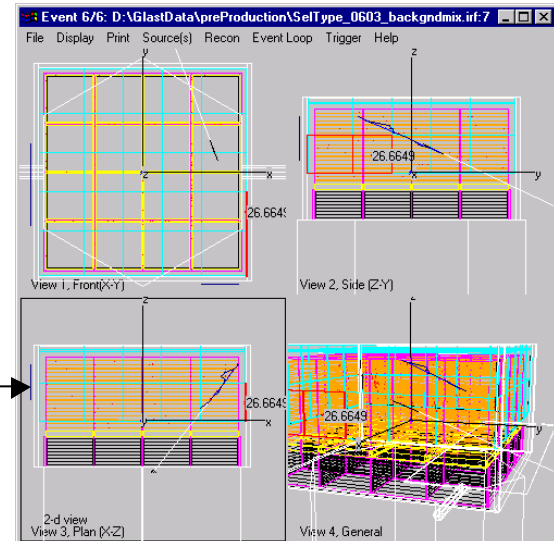 Event 6/6: D:\GlastData\preProduction\SelType_0603_backgndmix.irf:7
File Display Print Source(s) Recon Event Loop Trigger Help
y
z
x
26.6649
View 1, Front(X-Y)
z
26.6649
x
y
View 2, Side (Z-Y)
z
26.6649
y
x
2-d view
View 3, Plan (X-Z)
z
26.6649
x
y
View 4, General